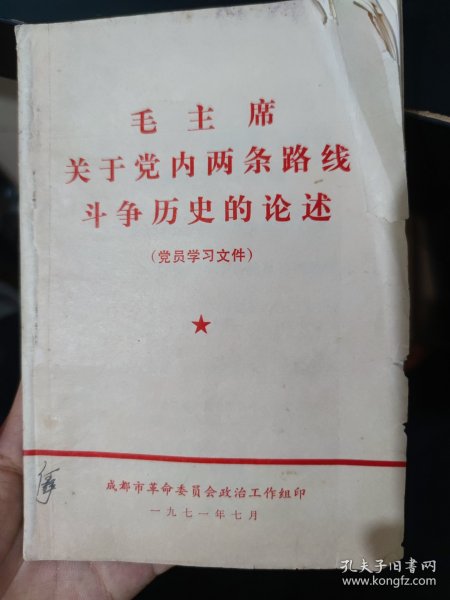 毛主席
关于党内两条路线
斗争历史的论述
(党员学习文件)
成都市革命委员会政治工作组印
一九七一年七月
孔夫子旧书网
www.kongfz.com